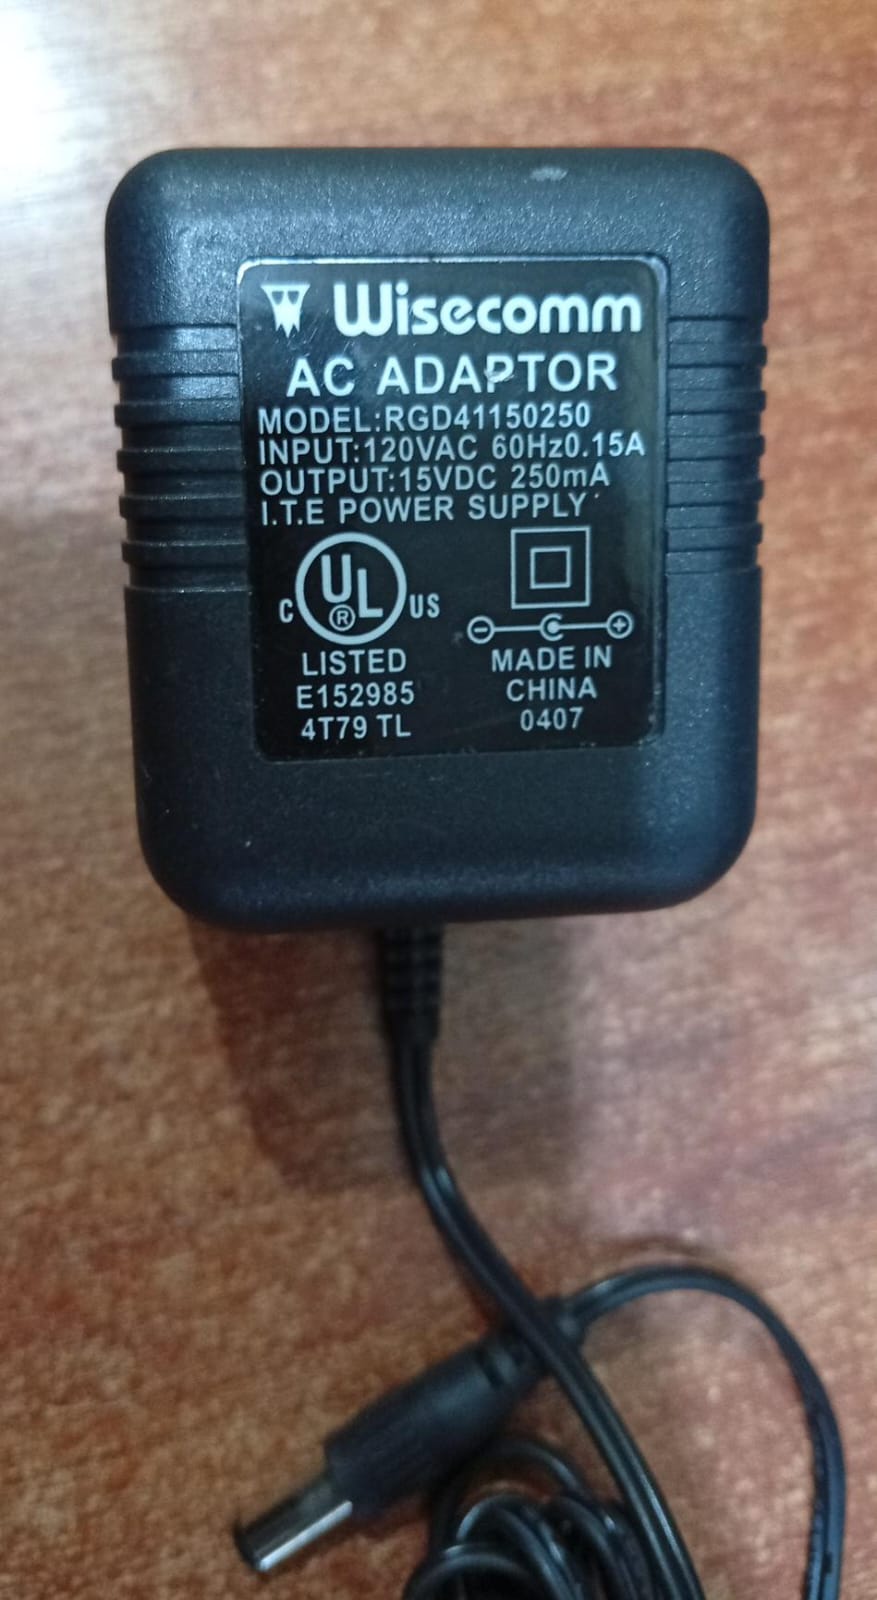 Wisecomm
AC ADAPTOR
MODEL:RGD41150250
INPUT:120VAC 60Hz0.15A
OUTPUT:15VDC 250mA
I.T.E POWER SUPPLY
C UL ® US
LISTED
E152985
4T79 TL
MADE IN
CHINA
0407